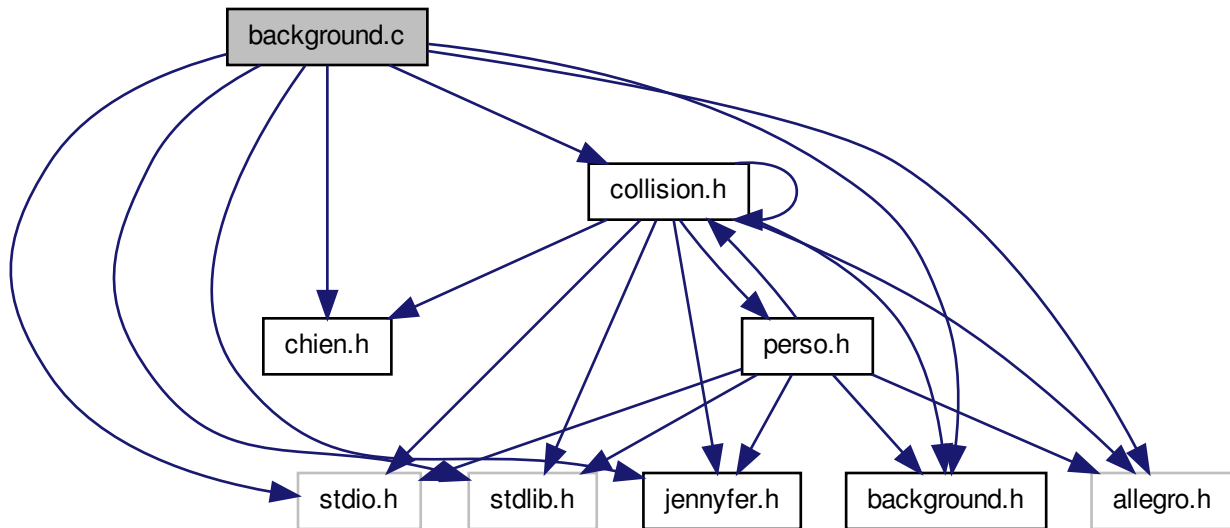 background.c
collision.h
chien.h
perso.h
stdio.h
stdlib.h
jennyfer.h
background.h
allegro.h